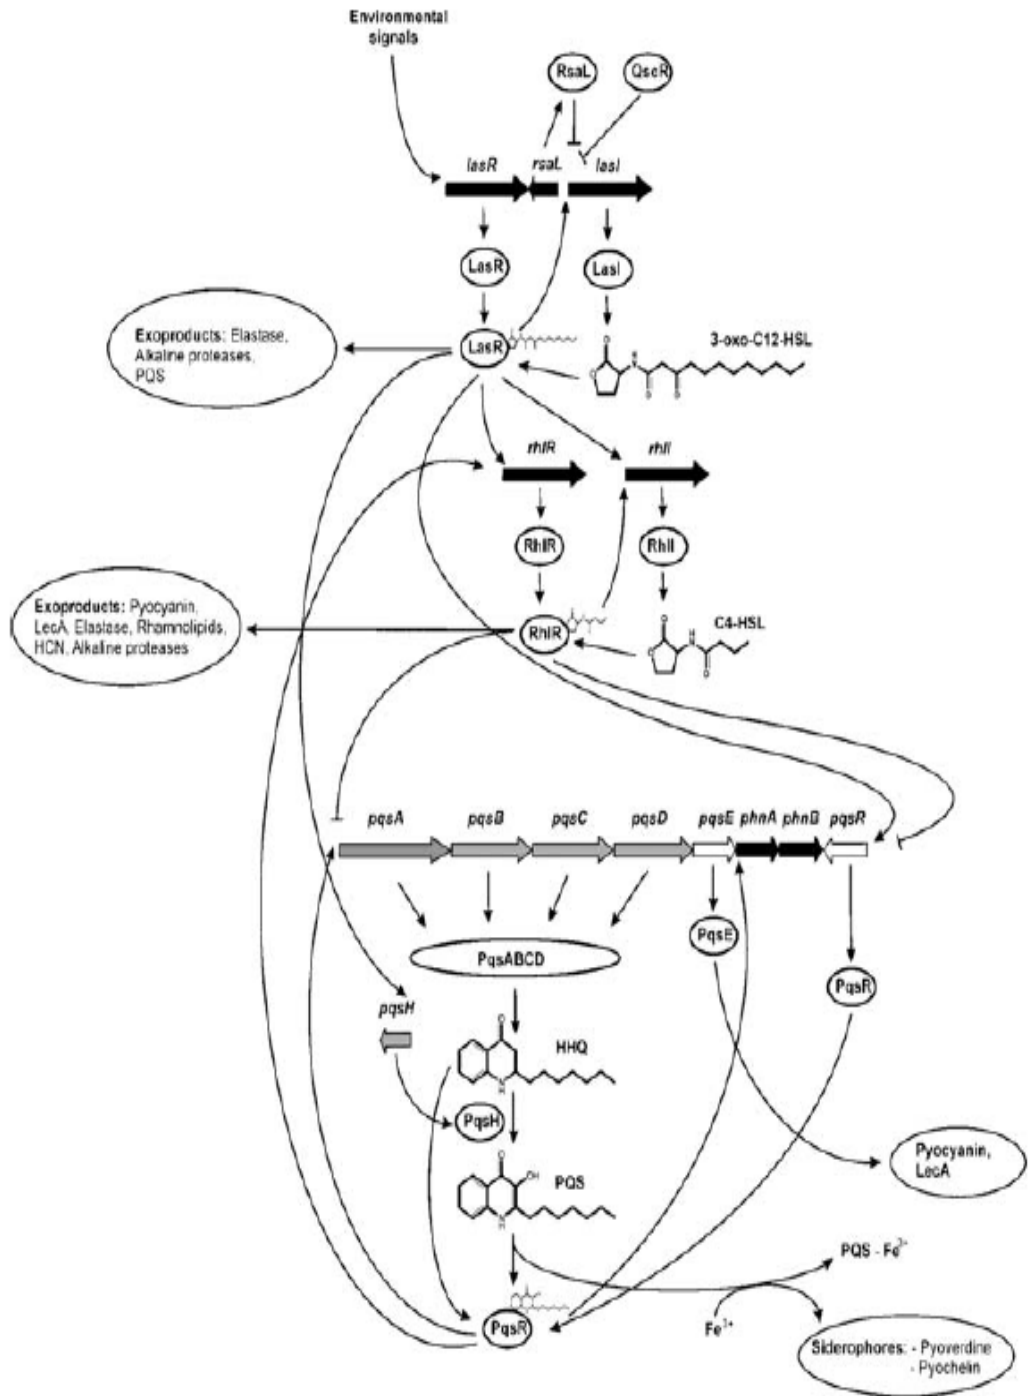 Environmental
signals
RsaL
QscR
lasR
rsaL
lasI
LasR
LasI
Exoproducts: Elastase,
Alkaline proteases,
PQS
LasR
3-oxo-C12-HSL
O
O
N
H
O
O
rhlR
rhlI
RhlR
RhlI
Exoproducts: Pyocyanin,
LecA, Elastase, Rhamnolipids,
HCN, Alkaline proteases
RhlR
C4-HSL
O
O
N
H
O
pqsA
pqsB
pqsC
pqsD
pqsE
phnA
phnB
pqsR
PqsE
PqsABCD
PqsR
pqsH
O
HHQ
N
H
PqsH
O
OH
PQS
N
H
Pyocyanin,
LecA
PQS - Fe3+
PqsR
Fe3+
Siderophores: - Pyoverdine
- Pyochelin